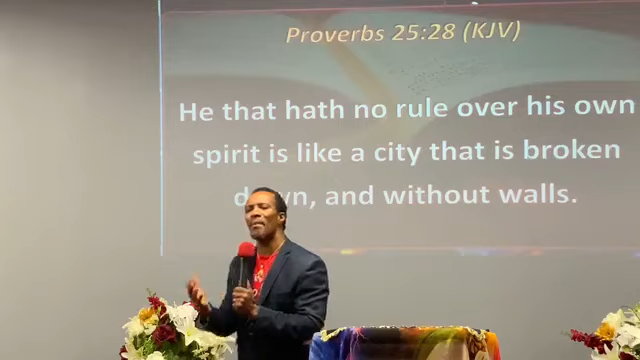 Proverbs 25:28 (KJV)
He that hath no rule over his own
spirit is like a city that is broken
down, and without walls.